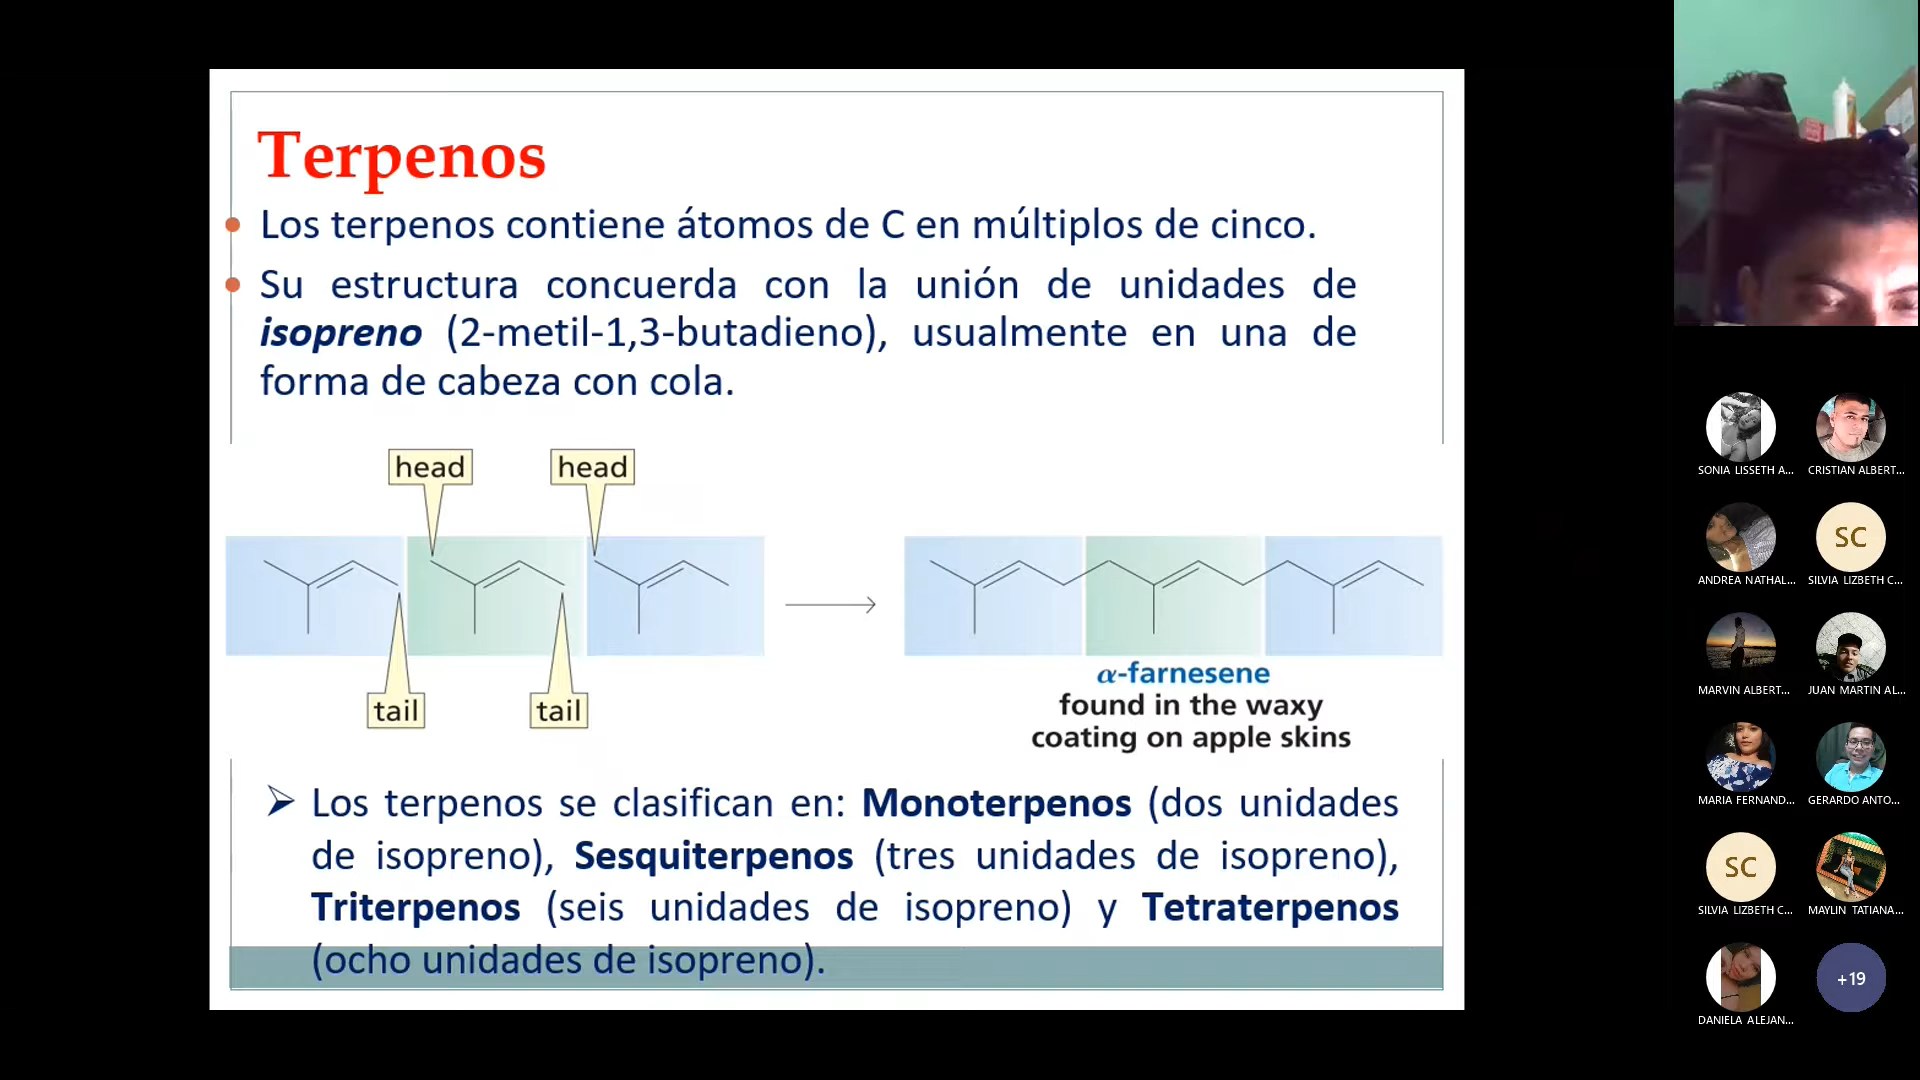 Terpenos
• Los terpenos contiene átomos de C en múltiplos de cinco.
• Su estructura concuerda con la unión de unidades de
isopreno (2-metil-1,3-butadieno), usualmente en una de
forma de cabeza con cola.
head head
tail tail
α-farnesene
found in the waxy
coating on apple skins
➢ Los terpenos se clasifican en: Monoterpenos (dos unidades
de isopreno), Sesquiterpenos (tres unidades de isopreno),
Triterpenos (seis unidades de isopreno) y Tetraterpenos
(ocho unidades de isopreno).
SONIA LISSETH A... CRISTIAN ALBERT...
SC
ANDREA NATHAL... SILVIA LIZBETH C...
MARVIN ALBERT... JUAN MARTIN AL...
MARIA FERNAND... GERARDO ANTO...
SC
SILVIA LIZBETH C... MAYLIN TATIANA...
+19
DANIELA ALEJAN...